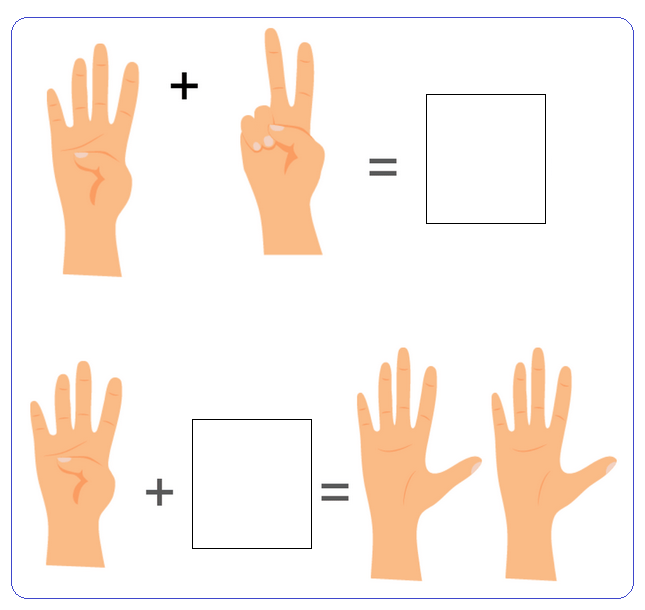 +
=
+
=